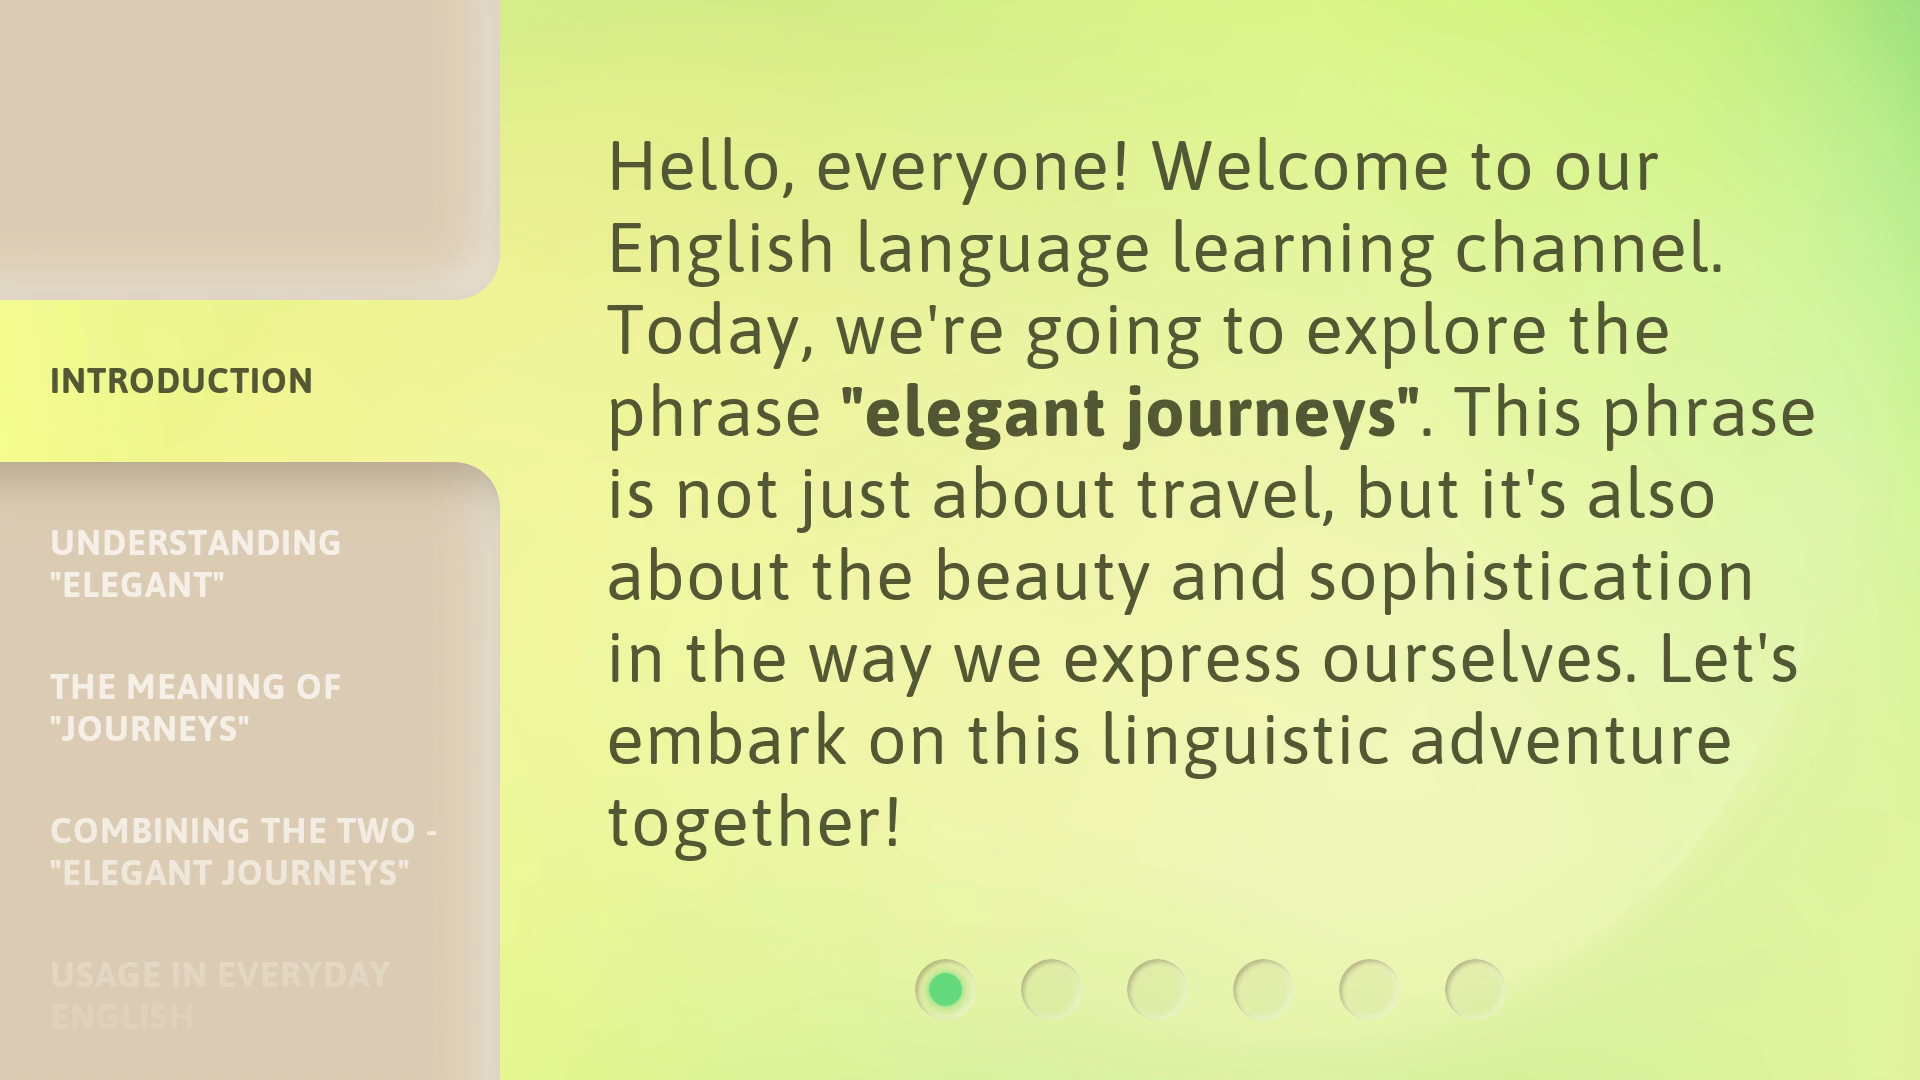 INTRODUCTION
UNDERSTANDING
"ELEGANT"
THE MEANING OF
"JOURNEYS"
COMBINING THE TWO -
"ELEGANT JOURNEYS"
USAGE IN EVERYDAY
ENGLISH
Hello, everyone! Welcome to our
English language learning channel.
Today, we're going to explore the
phrase "elegant journeys". This phrase
is not just about travel, but it's also
about the beauty and sophistication
in the way we express ourselves. Let's
embark on this linguistic adventure
together!